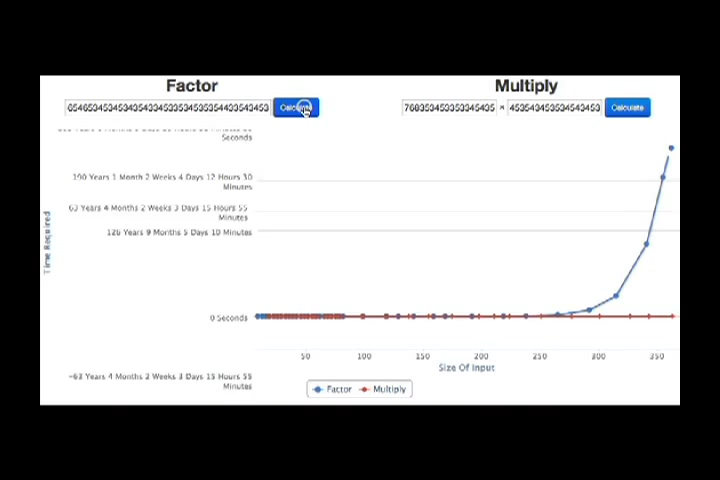 Factor
Multiply
Calculate
×
Calculate
Seconds
190 Years 1 Month 2 Weeks 4 Days 12 Hours 30
Minutes
63 Years 4 Months 2 Weeks 3 Days 15 Hours 55
Minutes
126 Years 9 Months 5 Days 10 Minutes
Time Required
0 Seconds
50 100 150 200 250 300 350
Size Of Input
-63 Years 4 Months 2 Weeks 3 Days 15 Hours 55
Minutes
Factor Multiply